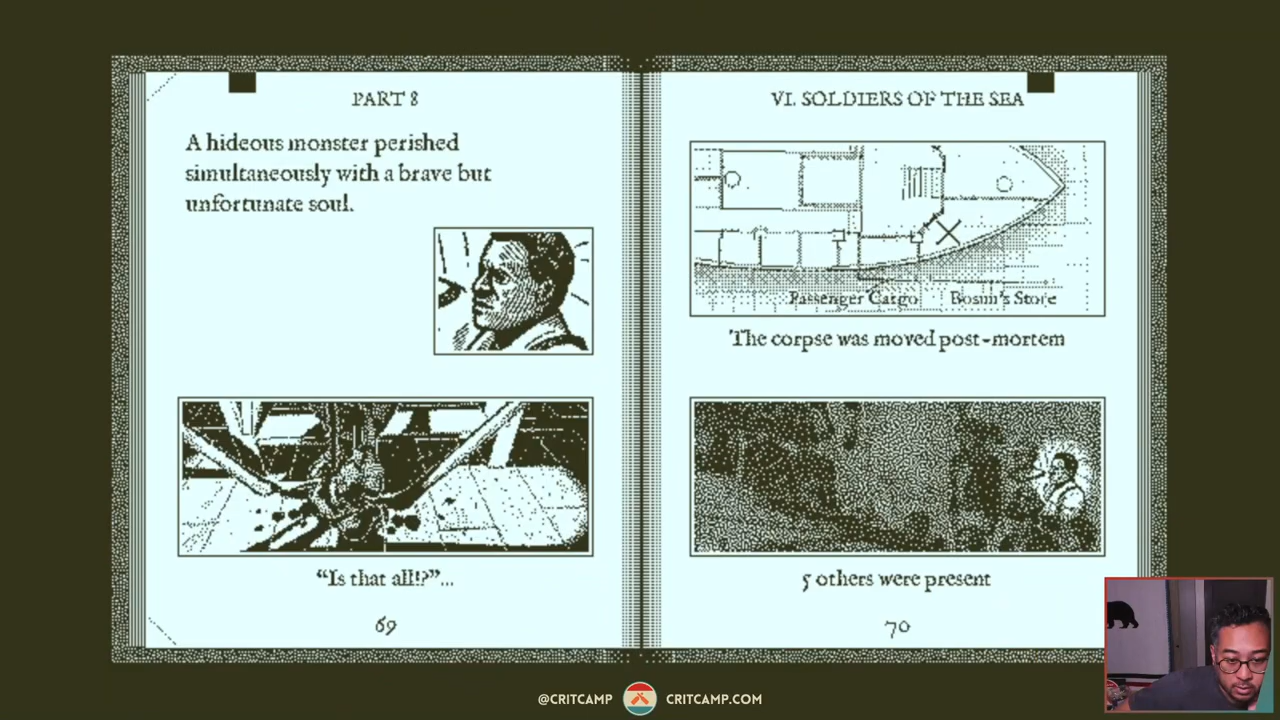 PART 8
A hideous monster perished
simultaneously with a brave but
unfortunate soul.
“Is that all!?”...
69
VI. SOLDIERS OF THE SEA
Passenger Cargo
Bosun's Store
The corpse was moved post-mortem
5 others were present
70
@CRITCAMP
CRITCAMP.COM